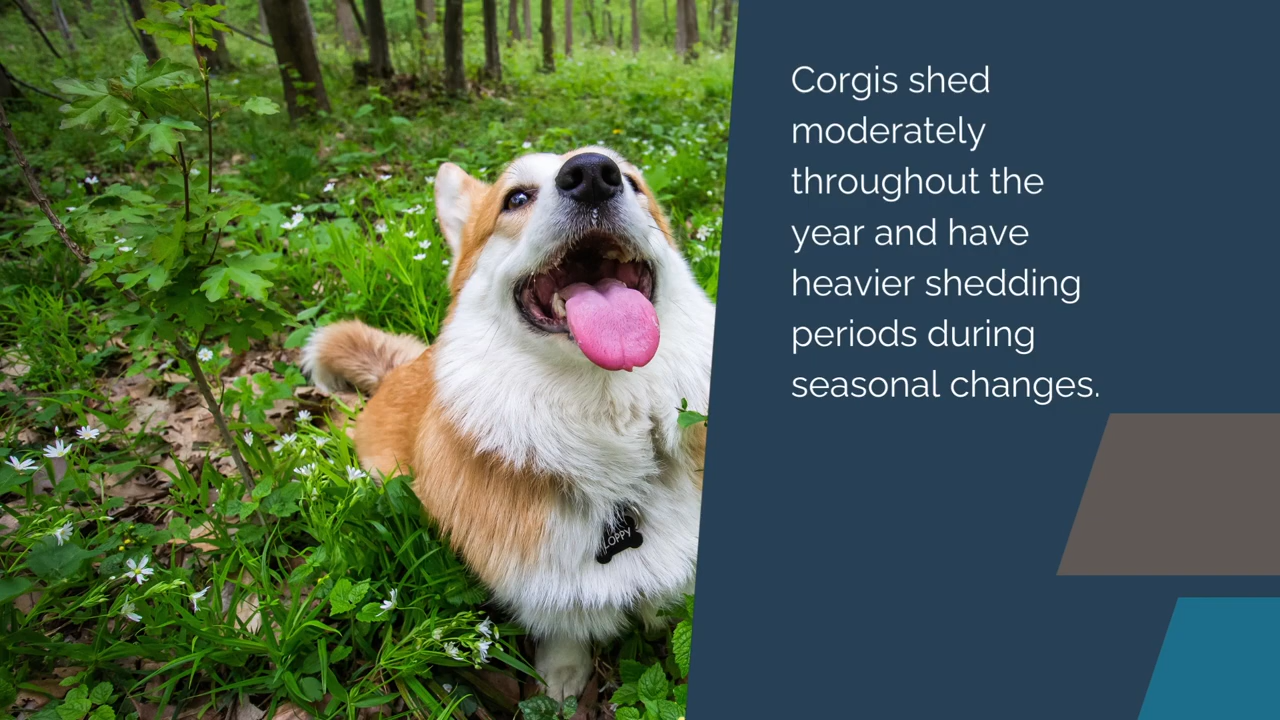 Corgis shed
moderately
throughout the
year and have
heavier shedding
periods during
seasonal changes.